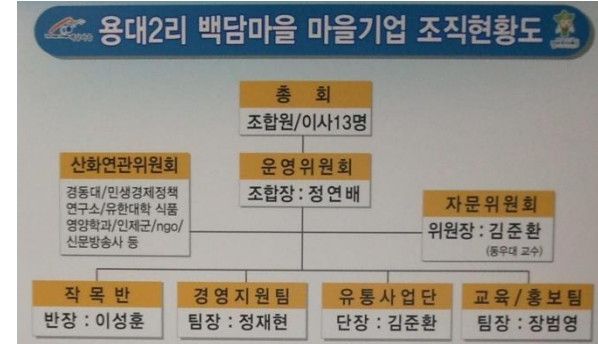 용대2리 백담마을 마을기업 조직현황도
총 회
조합원/이사13명
산화연관위원회
경동대/민생경제정책
연구소/유한대학 식품
영양학과/인제군/ngo/
신문방송사 등
운영위원회
조합장 : 정연배
자문위원회
위원장 : 김준환
(동우대 교수)
작목반
반장 : 이성훈
경영지원팀
팀장 : 정재현
유통사업단
단장 : 김준환
교육/홍보팀
팀장 : 장범영